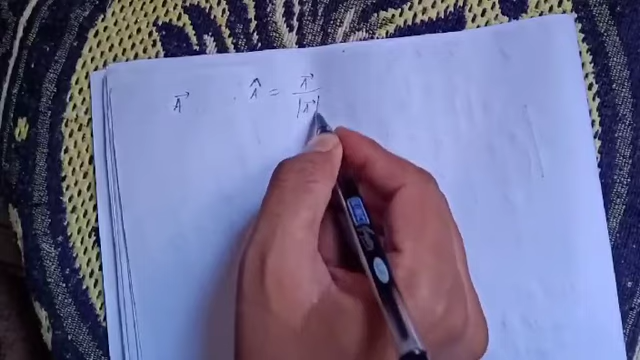 A⃗ Â = A⃗ / |A⃗|